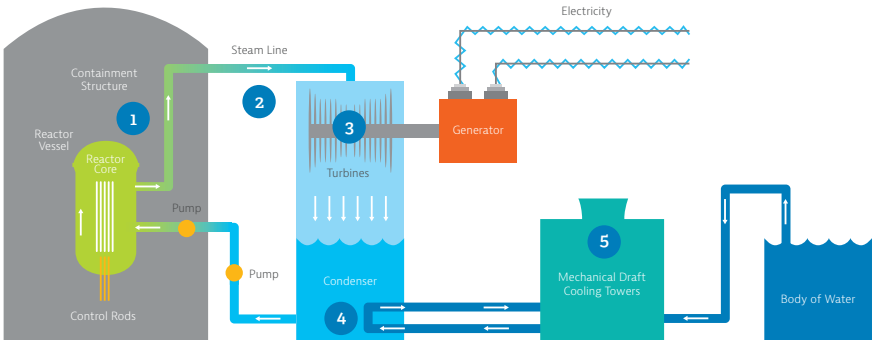 Electricity
Steam Line
Containment
Structure
1
2
3
Reactor
Vessel
Reactor
Core
Generator
Turbines
Pump
5
Pump
Condenser
Mechanical Draft
Cooling Towers
Body of Water
Control Rods
4